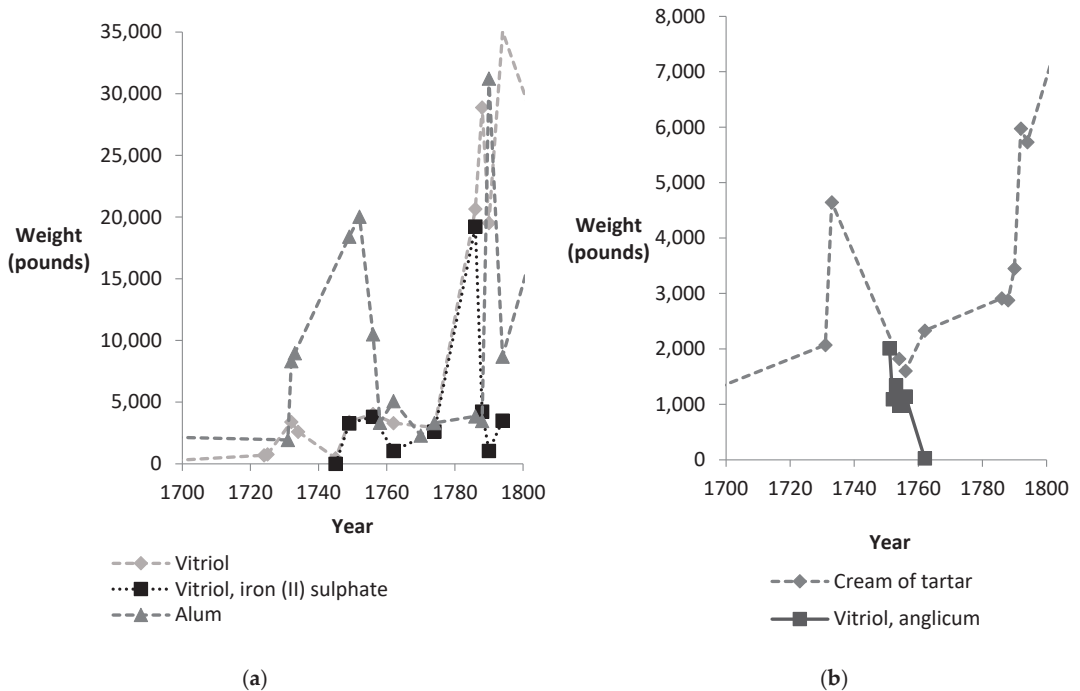 35,000
30,000
25,000
20,000
15,000
10,000
5,000
0
Weight
(pounds)
1700 1720 1740 1760 1780 1800
Year
Vitriol
Vitriol, iron (II) sulphate
Alum
(a)
8,000
7,000
6,000
5,000
4,000
3,000
2,000
1,000
0
Weight
(pounds)
1700 1720 1740 1760 1780 1800
Year
Cream of tartar
Vitriol, anglicum
(b)